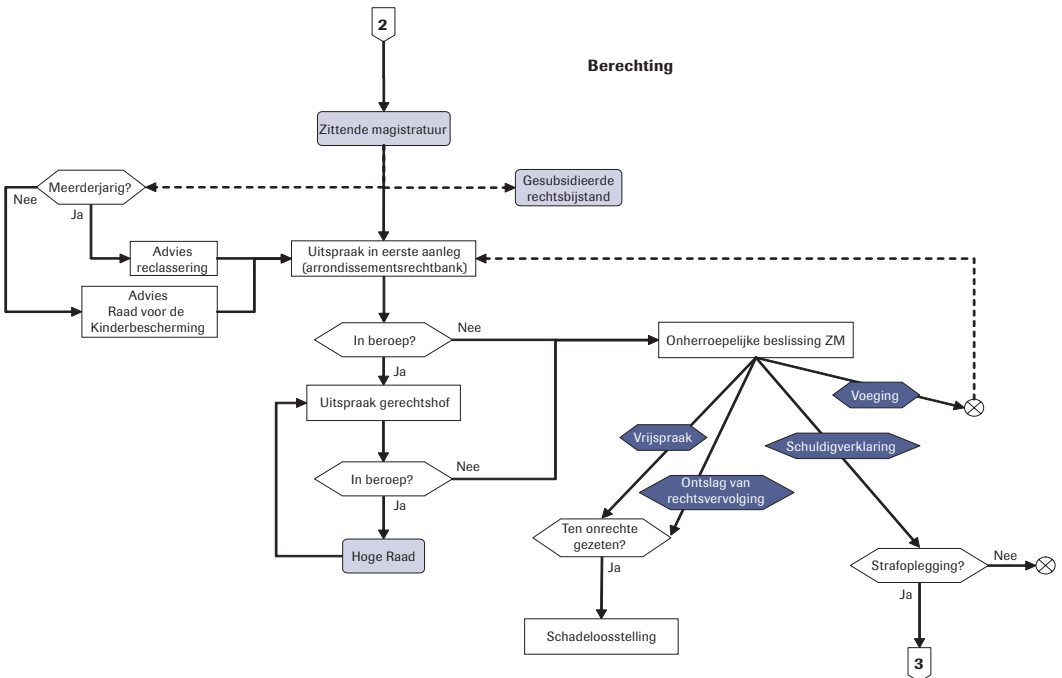 2
Berechting
Zittende magistratuur
Meerderjarig?
Nee
Ja
Gesubsidieerde
rechtsbijstand
Advies
reclassering
Uitspraak in eerste aanleg
(arrondissementsrechtbank)
Advies
Raad voor de
Kinderbescherming
In beroep?
Nee
Ja
Onherroepelijke beslissing ZM
Uitspraak gerechtshof
Voeging
Vrijspraak
Schuldigverklaring
In beroep?
Nee
Ja
Ontslag van
rechtsvervolging
Ten onrechte
gezeten?
Ja
Hoge Raad
Strafoplegging?
Nee
Ja
Schadeloosstelling
3